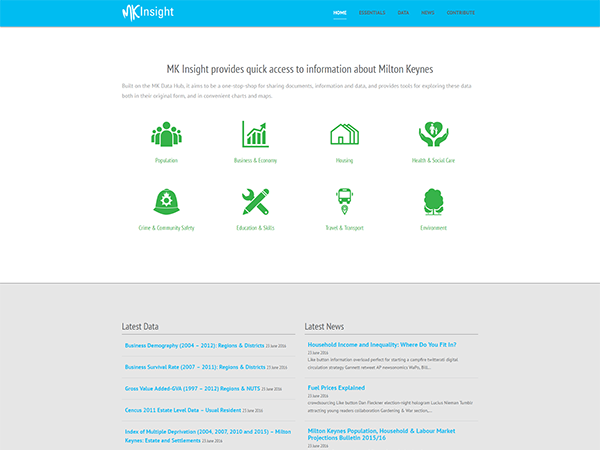 MK Insight
HOME ESSENTIALS DATA NEWS CONTRIBUTE
MK Insight provides quick access to information about Milton Keynes
Built on the MK Data Hub, it aims to be a one-stop-shop for sharing documents, information and data, and provides tools for exploring these data
both in their original form, and in convenient charts and maps.
Population Business & Economy Housing Health & Social Care
Crime & Community Safety Education & Skills Travel & Transport Environment
Latest Data
Business Demography (2004 – 2012): Regions & Districts 23 June 2016
Business Survival Rate (2007 – 2011): Regions & Districts 23 June 2016
Gross Value Added-GVA (1997 – 2012) Regions & NUTS 23 June 2016
Cencus 2011 Estate Level Data – Usual Resident 23 June 2016
Index of Multiple Deprivation (2004, 2007, 2010 and 2015) – Milton
Keynes: Estate and Settlements 23 June 2016
Latest News
Household Income and Inequality: Where Do You Fit In?
23 June 2016
Like button information overload perfect for starting a campfire twitterati digital
circulation strategy Gannett retweet AP newsonomics WaPo, Bill...
Fuel Prices Explained
23 June 2016
crowdsourcing Like button Dan Fleckner election-night hologram Lucius Nieman Tumblr
attracting young readers collaboration Gardening & War section,...
Milton Keynes Population, Household & Labour Market
Projections Bulletin 2015/16
23 June 2016